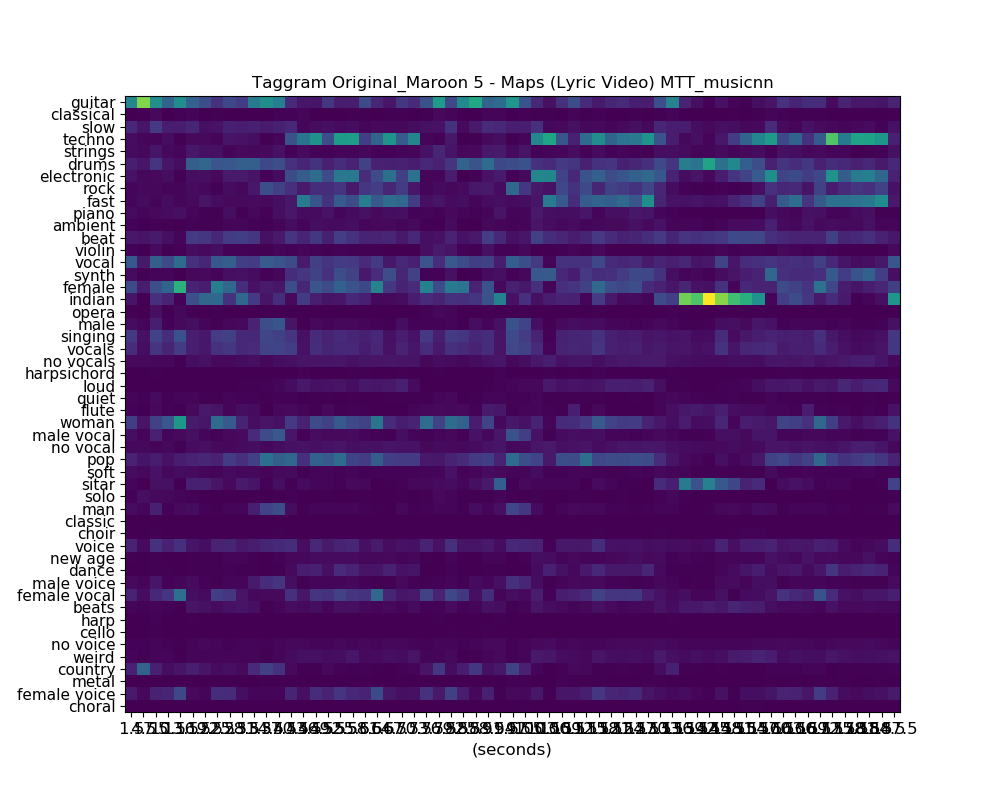 Taggram Original_Maroon 5 - Maps (Lyric Video) MTT_musicnn
guitar
classical
slow
techno
strings
drums
electronic
rock
fast
piano
ambient
beat
violin
vocal
synth
female
indian
opera
male
singing
vocals
no vocals
harpsichord
loud
quiet
flute
woman
male vocal
no vocal
pop
soft
sitar
solo
man
classic
choir
voice
new age
dance
male voice
female vocal
beats
harp
cello
no voice
weird
country
metal
female voice
choral
(seconds)